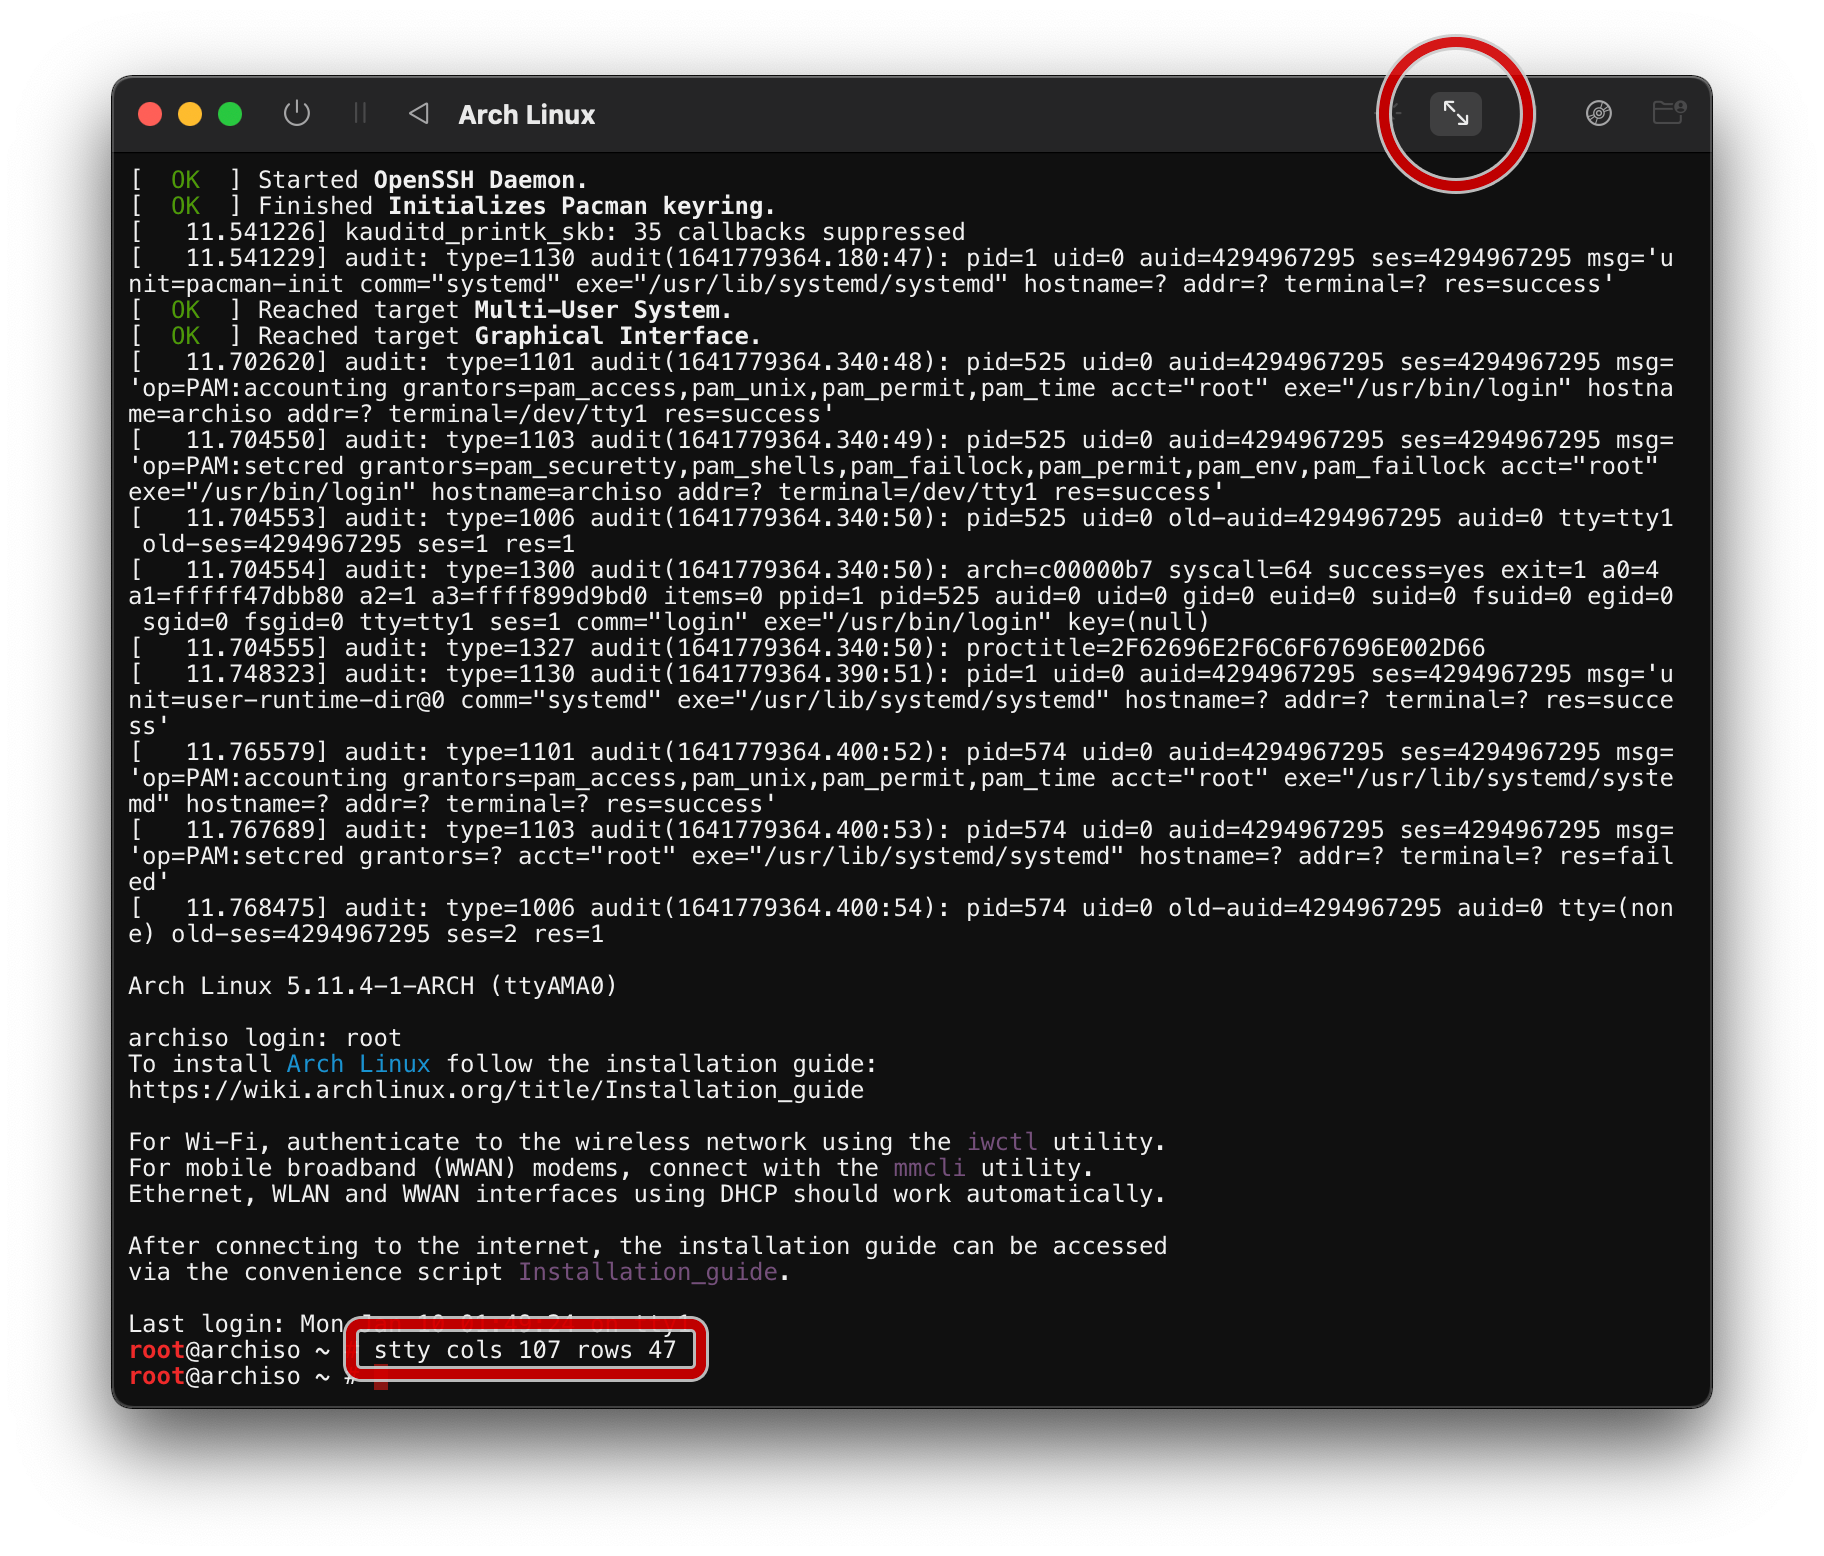 Arch Linux
[  OK  ] Started OpenSSH Daemon.
[  OK  ] Finished Initializes Pacman keyring.
[   11.541226] kauditd_printk_skb: 35 callbacks suppressed
[   11.541229] audit: type=1130 audit(1641779364.180:47): pid=1 uid=0 auid=4294967295 ses=4294967295 msg='u
nit=pacman-init comm="systemd" exe="/usr/lib/systemd/systemd" hostname=? addr=? terminal=? res=success'
[  OK  ] Reached target Multi-User System.
[  OK  ] Reached target Graphical Interface.
[   11.702620] audit: type=1101 audit(1641779364.340:48): pid=525 uid=0 auid=4294967295 ses=4294967295 msg=
'op=PAM:accounting grantors=pam_access,pam_unix,pam_permit,pam_time acct="root" exe="/usr/bin/login" hostna
me=archiso addr=? terminal=/dev/tty1 res=success'
[   11.704550] audit: type=1103 audit(1641779364.340:49): pid=525 uid=0 auid=4294967295 ses=4294967295 msg=
'op=PAM:setcred grantors=pam_securetty,pam_shells,pam_faillock,pam_permit,pam_env,pam_faillock acct="root"
exe="/usr/bin/login" hostname=archiso addr=? terminal=/dev/tty1 res=success'
[   11.704553] audit: type=1006 audit(1641779364.340:50): pid=525 uid=0 old-auid=4294967295 auid=0 tty=tty1
 old-ses=4294967295 ses=1 res=1
[   11.704554] audit: type=1300 audit(1641779364.340:50): arch=c00000b7 syscall=64 success=yes exit=1 a0=4
a1=fffff47dbb80 a2=1 a3=ffff899d9bd0 items=0 ppid=1 pid=525 auid=0 uid=0 gid=0 euid=0 suid=0 fsuid=0 egid=0
 sgid=0 fsgid=0 tty=tty1 ses=1 comm="login" exe="/usr/bin/login" key=(null)
[   11.704555] audit: type=1327 audit(1641779364.340:50): proctitle=2F62696E2F6C6F67696E002D66
[   11.748323] audit: type=1130 audit(1641779364.390:51): pid=1 uid=0 auid=4294967295 ses=4294967295 msg='u
nit=user-runtime-dir@0 comm="systemd" exe="/usr/lib/systemd/systemd" hostname=? addr=? terminal=? res=succe
ss'
[   11.765579] audit: type=1101 audit(1641779364.400:52): pid=574 uid=0 auid=4294967295 ses=4294967295 msg=
'op=PAM:accounting grantors=pam_access,pam_unix,pam_permit,pam_time acct="root" exe="/usr/lib/systemd/syste
md" hostname=? addr=? terminal=? res=success'
[   11.767689] audit: type=1103 audit(1641779364.400:53): pid=574 uid=0 auid=4294967295 ses=4294967295 msg=
'op=PAM:setcred grantors=? acct="root" exe="/usr/lib/systemd/systemd" hostname=? addr=? terminal=? res=fail
ed'
[   11.768475] audit: type=1006 audit(1641779364.400:54): pid=574 uid=0 old-auid=4294967295 auid=0 tty=(non
e) old-ses=4294967295 ses=2 res=1
Arch Linux 5.11.4-1-ARCH (ttyAMA0)
archiso login: root
To install Arch Linux follow the installation guide:
https://wiki.archlinux.org/title/Installation_guide
For Wi-Fi, authenticate to the wireless network using the iwctl utility.
For mobile broadband (WWAN) modems, connect with the mmcli utility.
Ethernet, WLAN and WWAN interfaces using DHCP should work automatically.
After connecting to the internet, the installation guide can be accessed
via the convenience script Installation_guide.
Last login: Mon Jan 10 on tty1
root@archiso ~ stty cols 107 rows 47
root@archiso ~ #